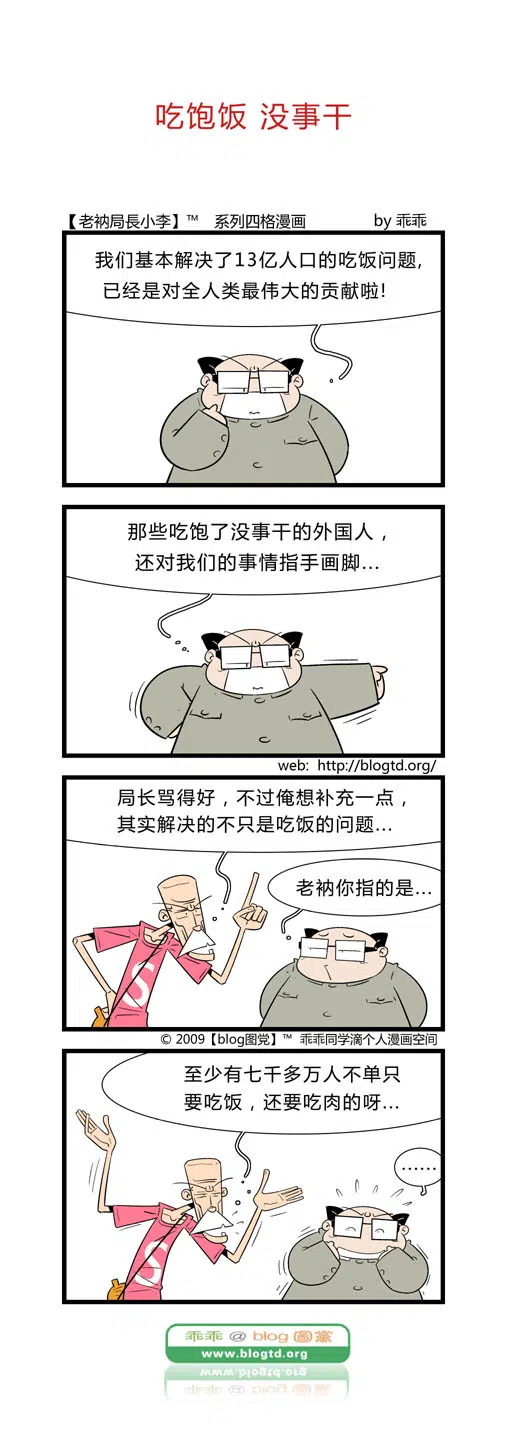 吃饱饭 没事干
【老衲局長小李】™ 系列四格漫画 by 乖乖
我们基本解决了13亿人口的吃饭问题,
已经是对全人类最伟大的贡献啦!
那些吃饱了没事干的外国人，
还对我们的事情指手画脚...
web: http://blogtd.org/
局长骂得好，不过俺想补充一点，
其实解决的不只是吃饭的问题...
老衲你指的是...
S
© 2009【blog图党】™ 乖乖同学滴个人漫画空间
至少有七千多万人不单只
要吃饭，还要吃肉的呀...
......
S
乖乖 @ blog 圖黨
www.blogtd.org